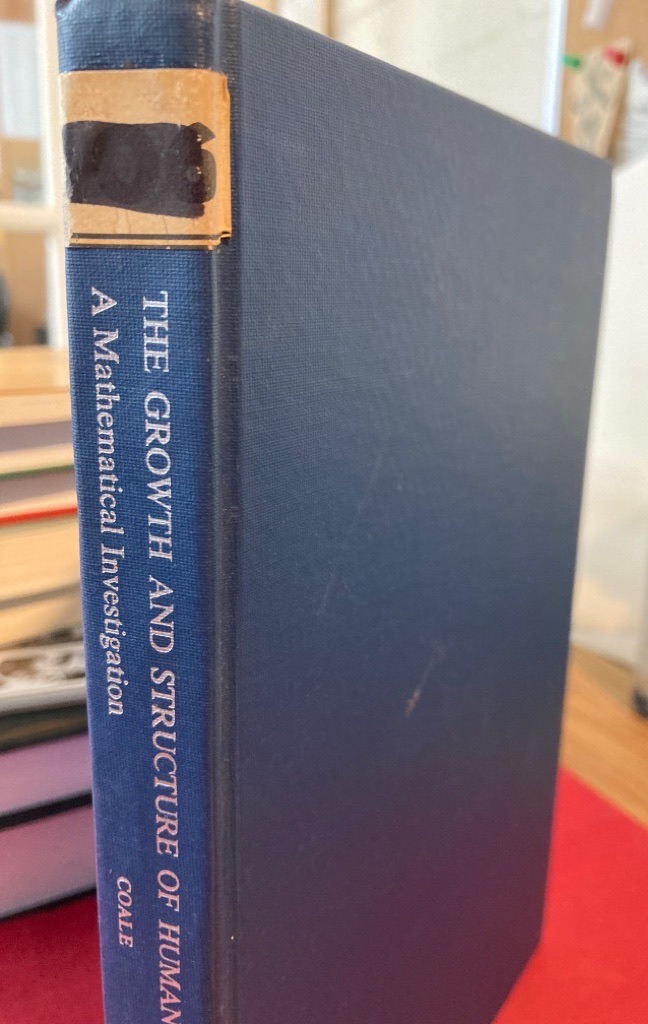 THE GROWTH AND STRUCTURE OF HUMAN
A Mathematical Investigation
COALE